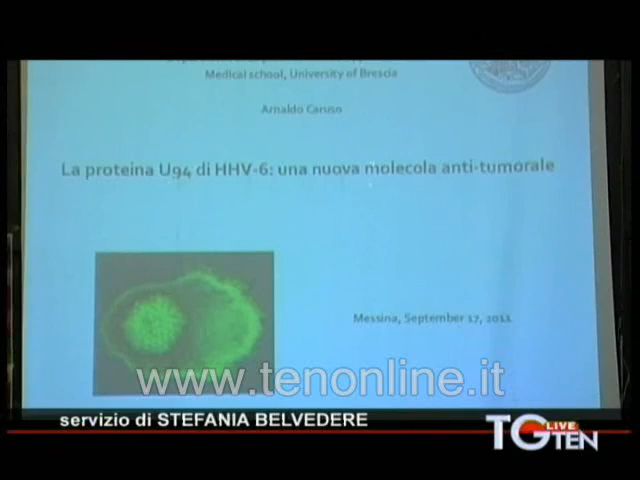 Medical school, University of Brescia
Arnaldo Caruso
La proteina U94 di HHV-6: una nuova molecola anti-tumorale
Messina, September 17, 2012
www.tenonline.it
servizio di STEFANIA BELVEDERE
TG LIVE TEN